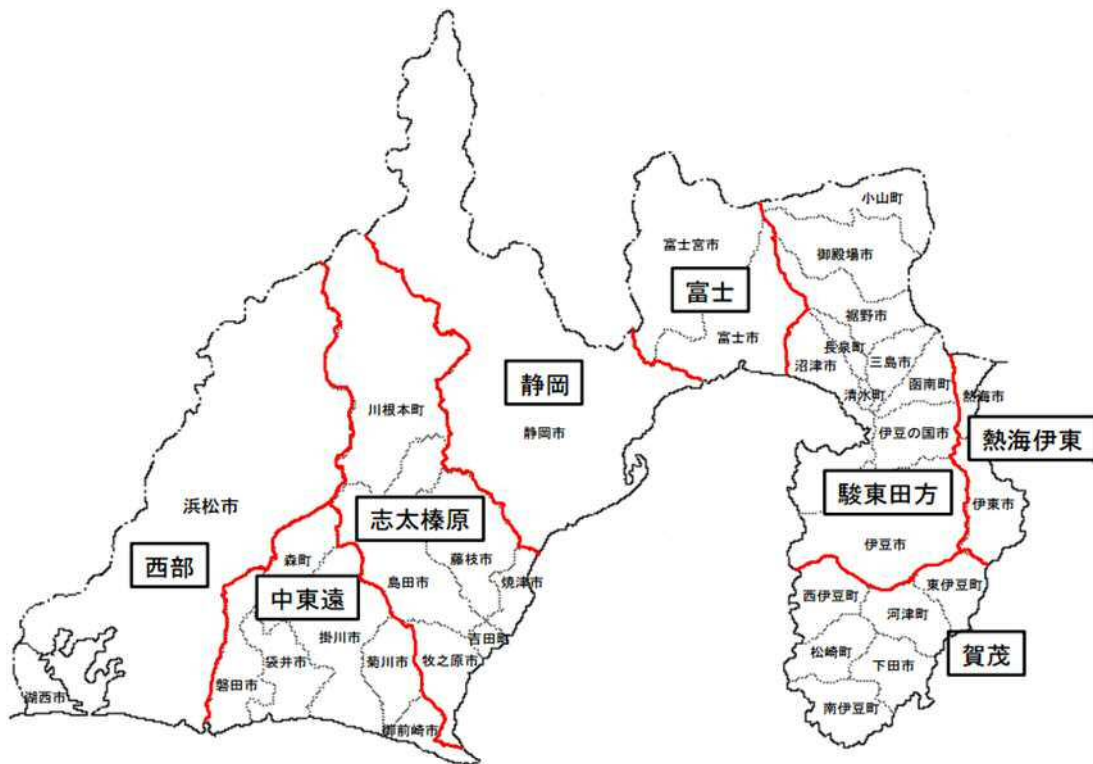 小山町
富士宮市
御殿場市
富士
裾野市
富士市
長泉町
三島市
沼津市
函南町
清水町
熱海市
静岡
川根本町
静岡市
伊豆の国市
熱海伊東
駿東田方
浜松市
志太榛原
伊東市
伊豆市
森町
藤枝市
西部
島田市
焼津市
東伊豆町
中東遠
西伊豆町
河津町
掛川市
吉田町
袋井市
菊川市
牧之原市
松崎町
賀茂
下田市
磐田市
湖西市
南伊豆町
御前崎市